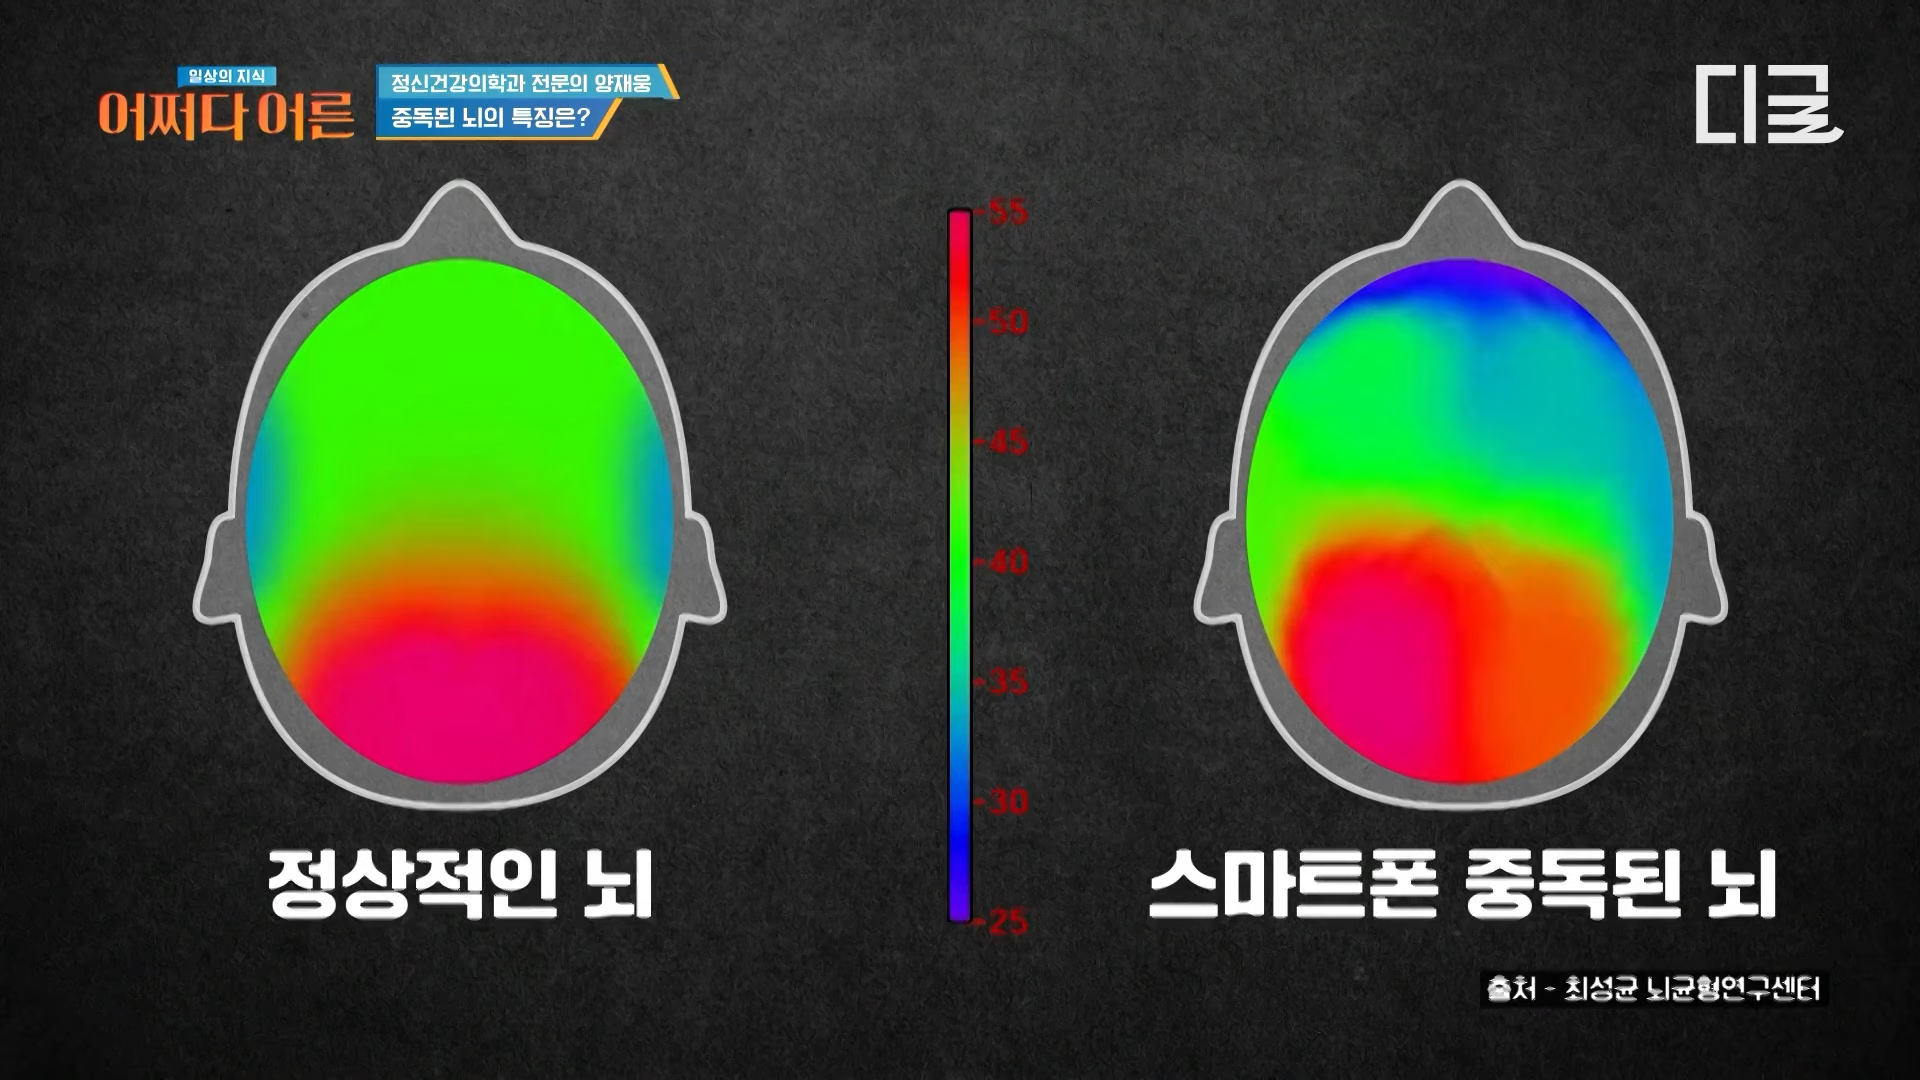 일상의 지식
어쩌다 어른
정신건강의학과 전문의 양재웅
중독된 뇌의 특징은?
디글
55
50
45
40
35
30
25
정상적인 뇌
스마트폰 중독된 뇌
출처 - 최성균 뇌균형연구센터